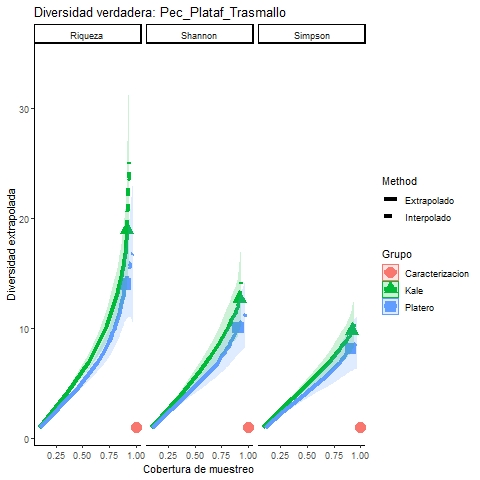 Diversidad verdadera: Pec_Plataf_Trasmallo
Riqueza
Shannon
Simpson
Diversidad extrapolada
30
20
10
0
0.25 0.50 0.75 1.00
0.25 0.50 0.75 1.00
0.25 0.50 0.75 1.00
Cobertura de muestreo
Method
Extrapolado
Interpolado
Grupo
Caracterizacion
Kale
Platero